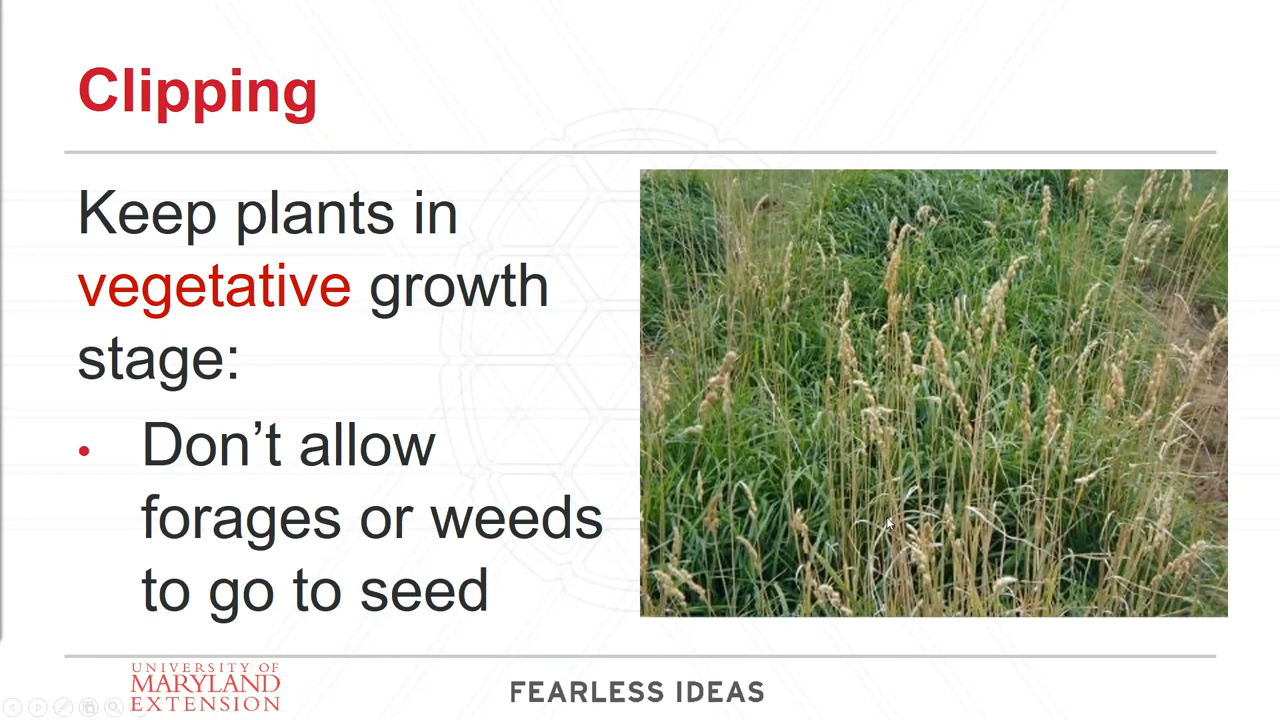 Clipping
Keep plants in
vegetative growth
stage:
• Don’t allow
forages or weeds
to go to seed
UNIVERSITY OF
MARYLAND
EXTENSION
FEARLESS IDEAS